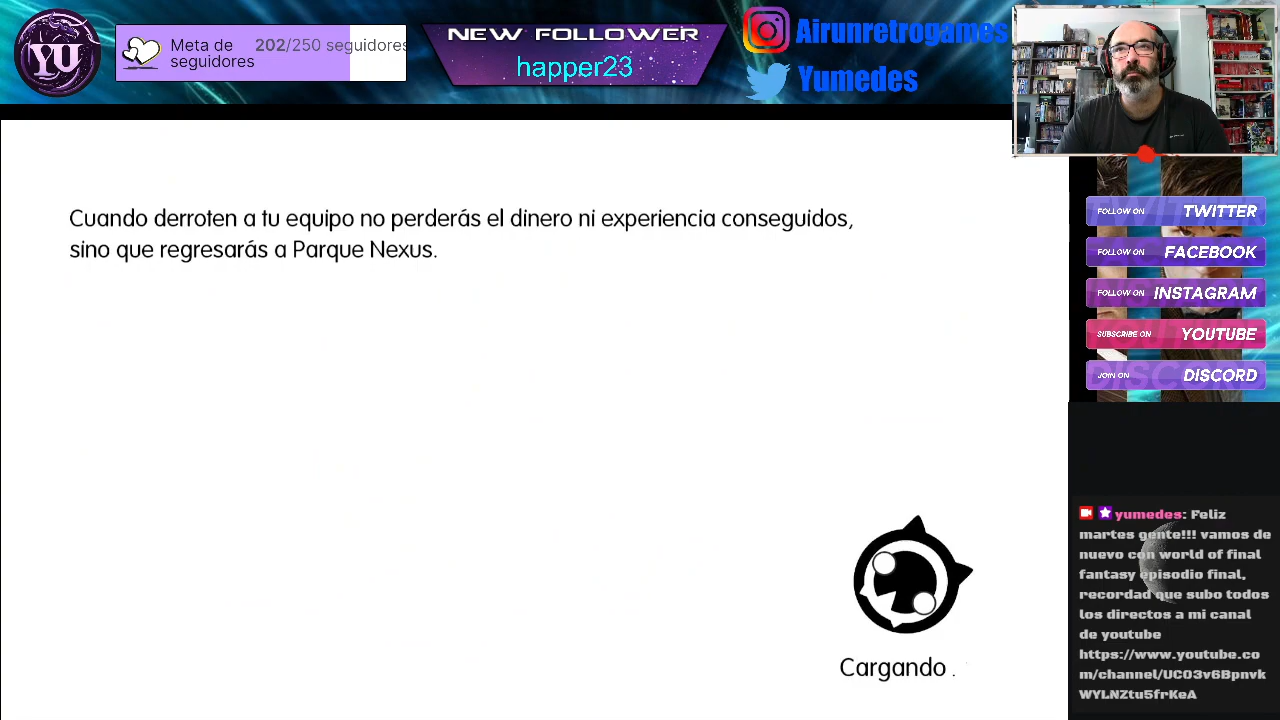 YU
Meta de seguidores
202/250 seguidores
NEW FOLLOWER
happer23
Airunretrogames
Yumedes
Cuando derroten a tu equipo no perderás el dinero ni experiencia conseguidos,
sino que regresarás a Parque Nexus.
Cargando .
FOLLOW ON TWITTER
FOLLOW ON FACEBOOK
FOLLOW ON INSTAGRAM
SUBSCRIBE ON YOUTUBE
JOIN ON DISCORD
yumedes: Feliz
martes gente!!! vamos de
nuevo con world of final
fantasy episodio final,
recordad que subo todos
los directos a mi canal
de youtube
https://www.youtube.co
m/channel/UC03v6Bpnvk
WYLNZtu5frKeA